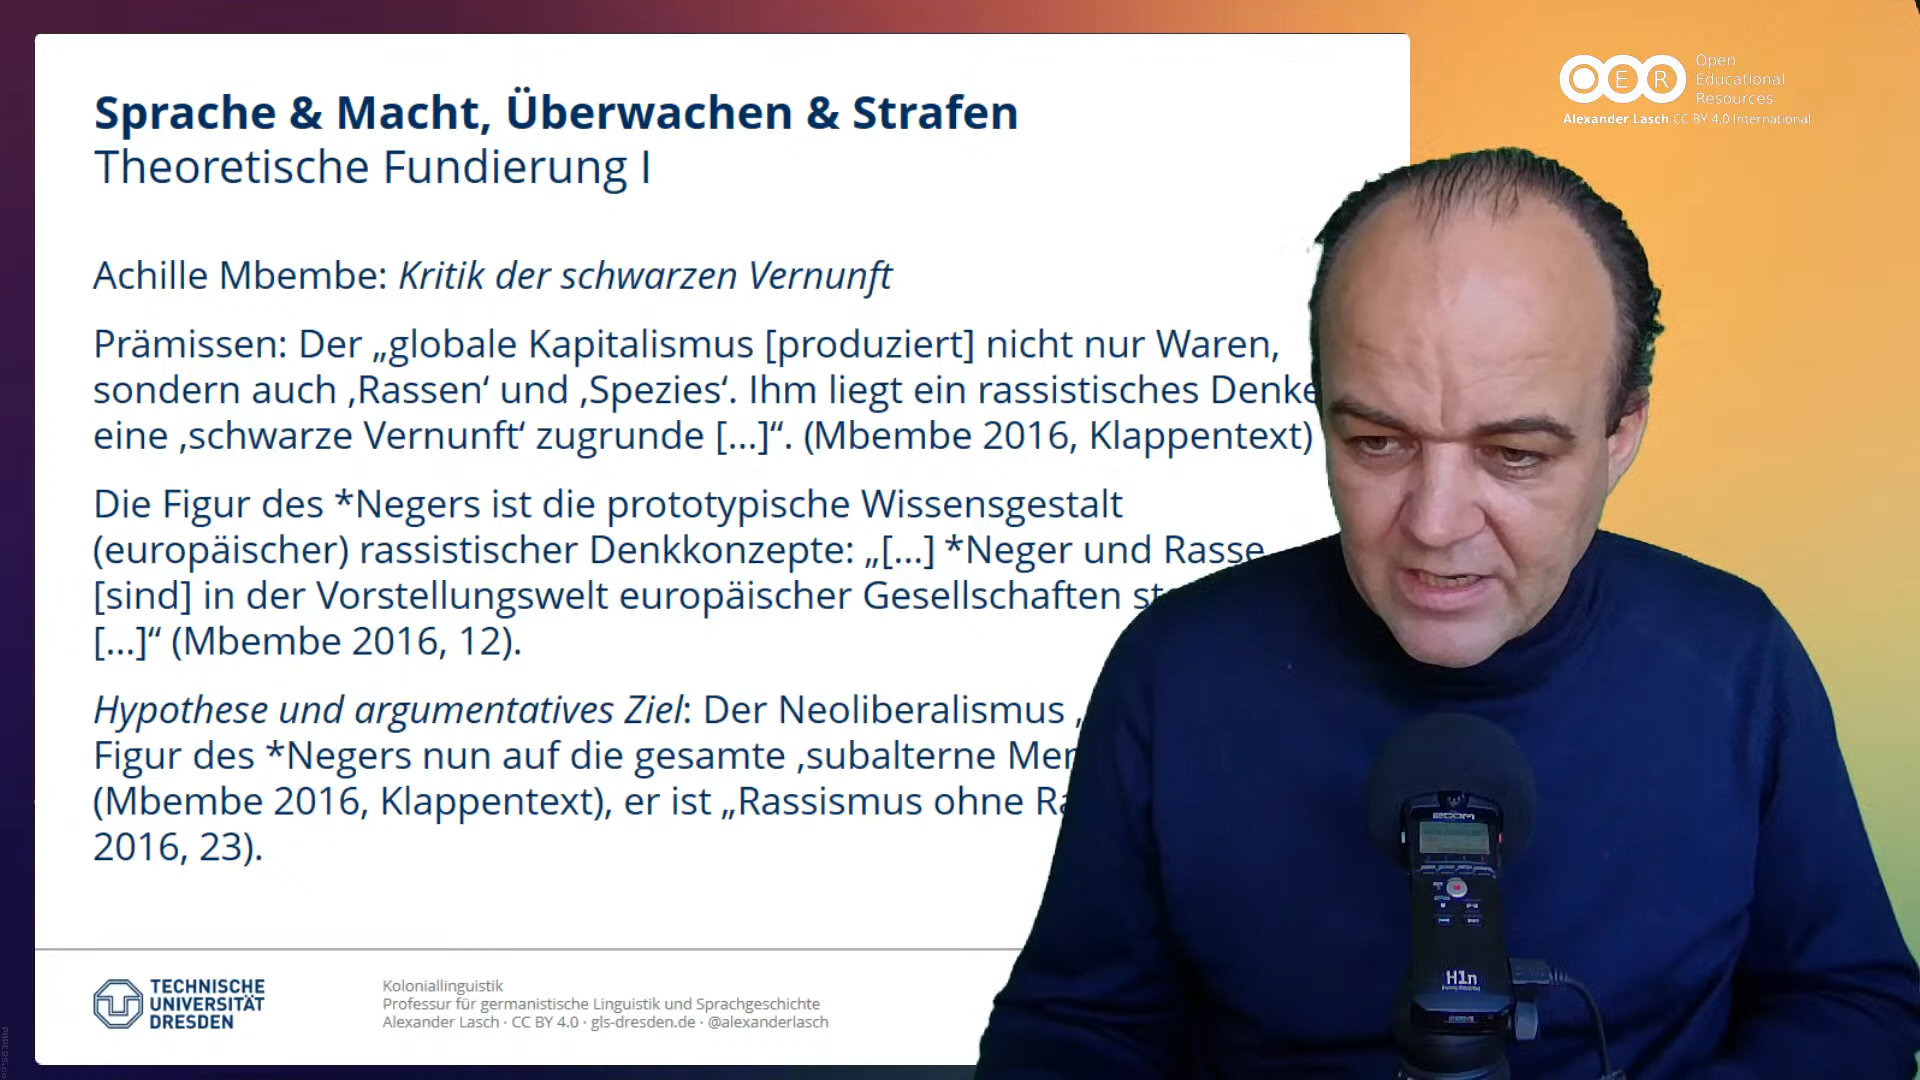 Sprache & Macht, Überwachen & Strafen
Theoretische Fundierung I
Achille Mbembe: Kritik der schwarzen Vernunft
Prämissen: Der „globale Kapitalismus [produziert] nicht nur Waren,
sondern auch ‚Rassen‘ und ‚Spezies‘. Ihm liegt ein rassistisches
eine ‚schwarze Vernunft‘ zugrunde [...]“. (Mbembe 2016, Klappentext)
Die Figur des *Negers ist die prototypische Wissensgestalt
(europäischer) rassistischer Denkkonzepte: „[...] *Neger und Rasse
[sind] in der Vorstellungswelt europäischer Gesellschaften
[...]“ (Mbembe 2016, 12).
Hypothese und argumentatives Ziel: Der Neoliberalismus ‚
Figur des *Negers nun auf die gesamte ‚subalterne
(Mbembe 2016, Klappentext), er ist „Rassismus ohne
2016, 23).
TECHNISCHE
UNIVERSITÄT
DRESDEN
Koloniallinguistik
Professur für germanistische Linguistik und Sprachgeschichte
Alexander Lasch · CC BY 4.0 · gls-dresden.de · @alexanderlasch
OER
Open
Educational
Resources
Alexander Lasch CC BY 4.0 International
zoom
H1n